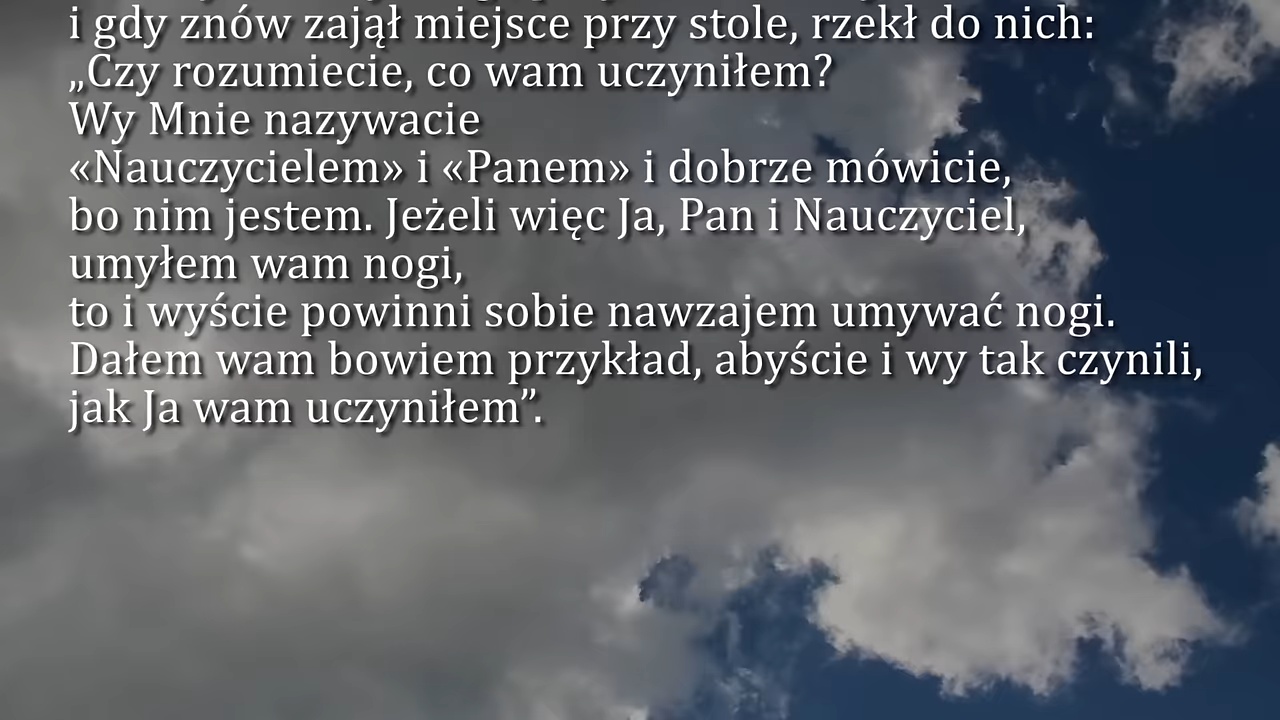 i gdy znów zajął miejsce przy stole, rzekł do nich:
„Czy rozumiecie, co wam uczyniłem?
Wy Mnie nazywacie
«Nauczycielem» i «Panem» i dobrze mówicie,
bo nim jestem. Jeżeli więc Ja, Pan i Nauczyciel,
umyłem wam nogi,
to i wyście powinni sobie nawzajem umywać nogi.
Dałem wam bowiem przykład, abyście i wy tak czynili,
jak Ja wam uczyniłem”.